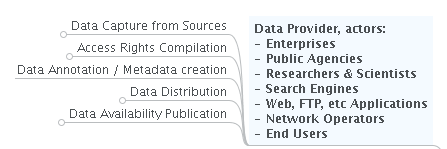 Data Capture from Sources
Access Rights Compilation
Data Annotation / Metadata creation
Data Distribution
Data Availability Publication
Data Provider, actors:
- Enterprises
- Public Agencies
- Researchers & Scientists
- Search Engines
- Web, FTP, etc Applications
- Network Operators
- End Users